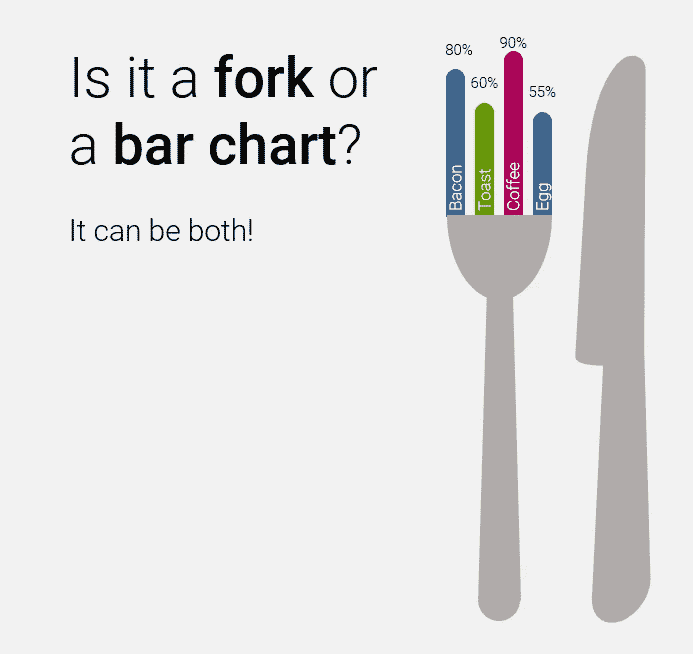 Is it a fork or
a bar chart?
It can be both!
80%
60%
90%
55%
Bacon
Toast
Coffee
Egg